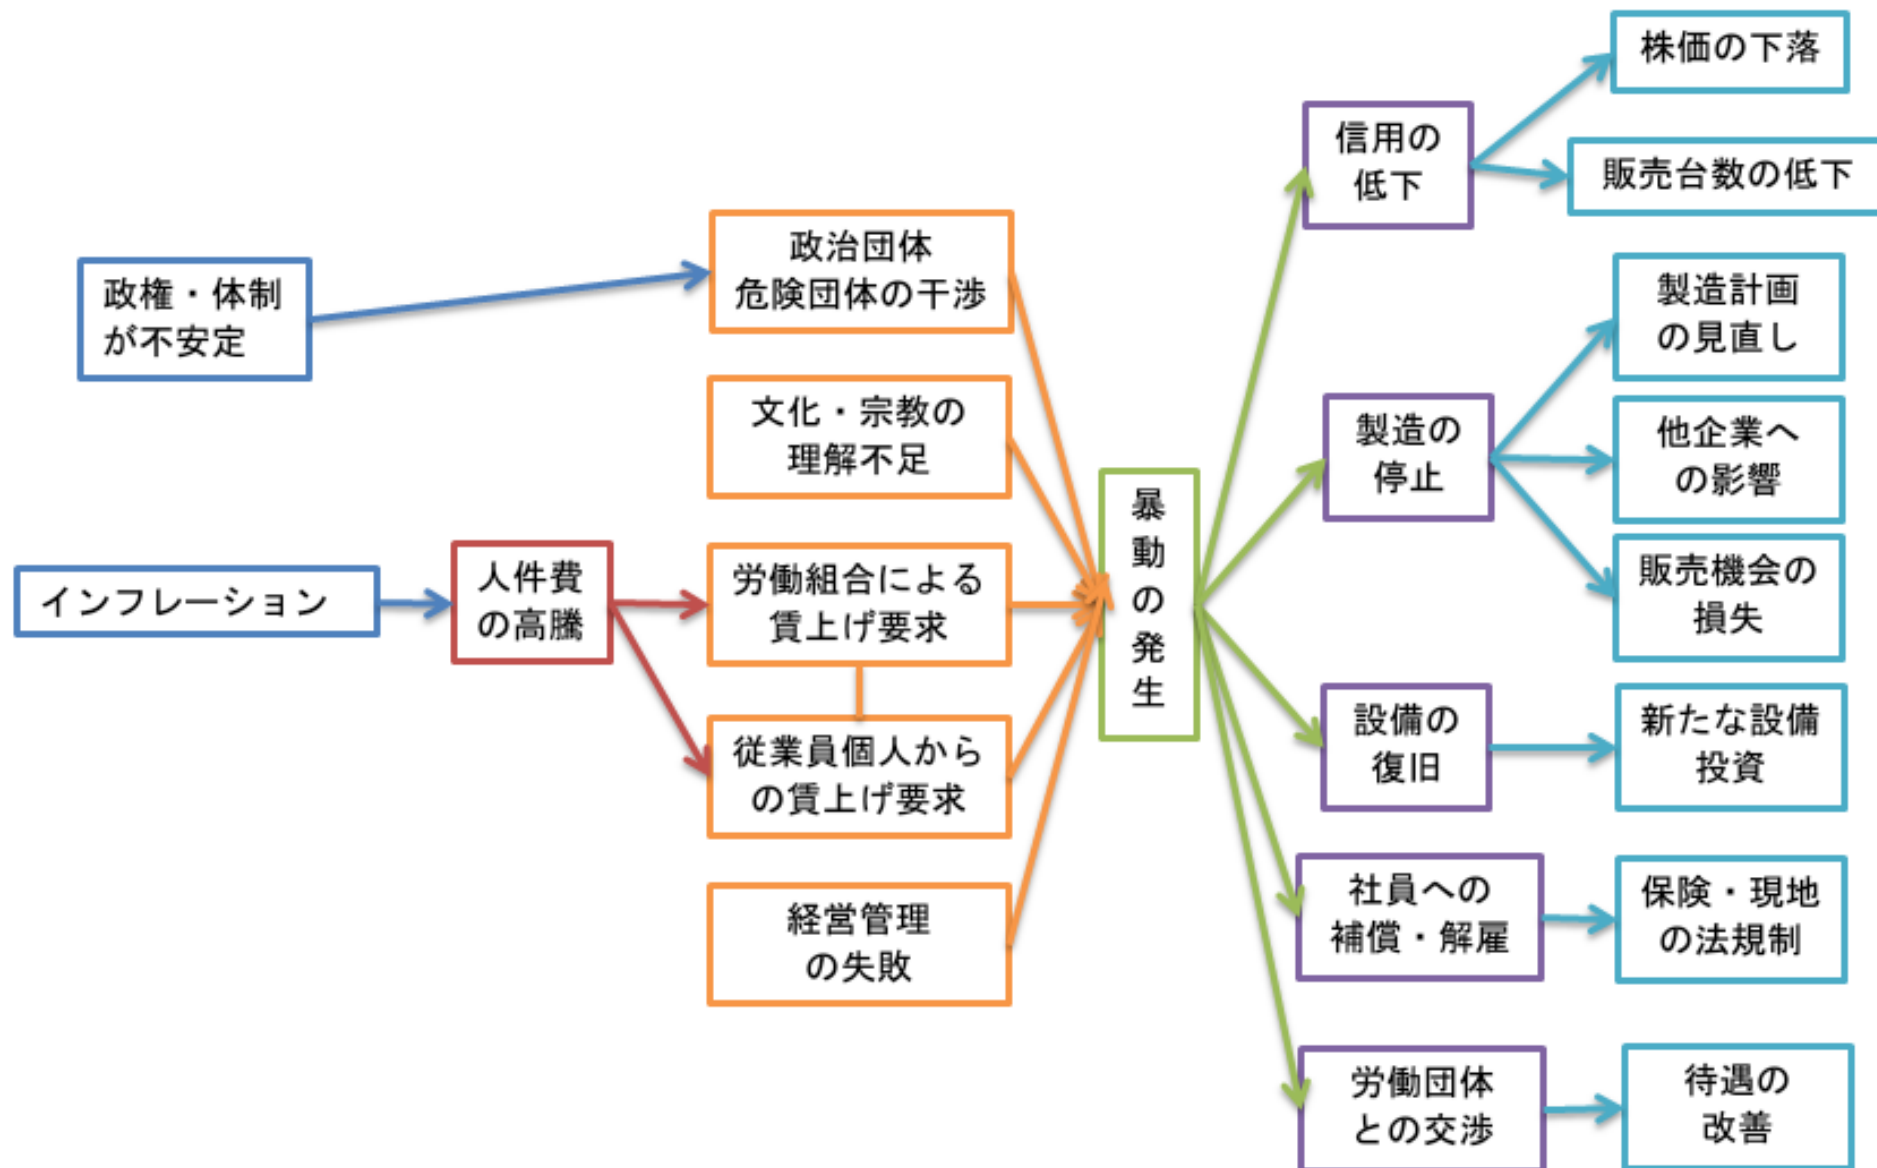 政権・体制
が不安定
インフレーション
人件費
の高騰
政治団体
危険団体の干渉
文化・宗教の
理解不足
労働組合による
賃上げ要求
従業員個人から
の賃上げ要求
経営管理
の失敗
暴動の発生
信用の
低下
製造の
停止
設備の
復旧
社員への
補償・解雇
労働団体
との交渉
株価の下落
販売台数の低下
製造計画
の見直し
他企業へ
の影響
販売機会の
損失
新たな設備
投資
保険・現地
の法規制
待遇の
改善